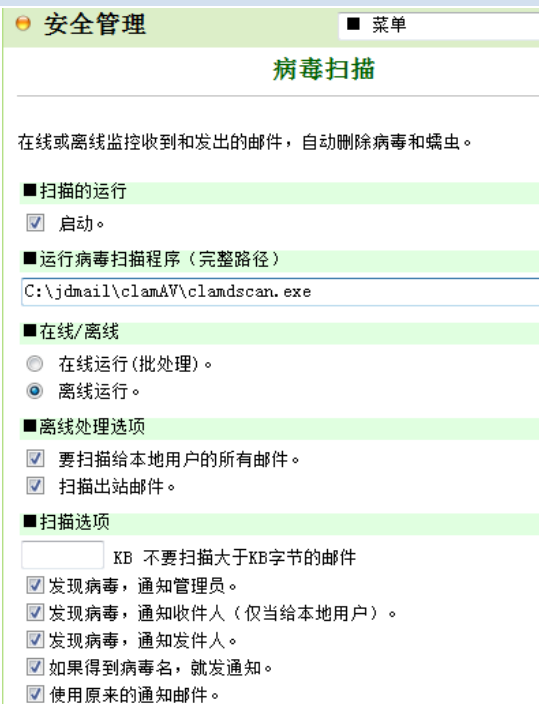 安全管理
■ 菜单
病毒扫描
在线或离线监控收到和发出的邮件，自动删除病毒和蠕虫。
■扫描的运行
启动。
■运行病毒扫描程序（完整路径）
C:\jdmail\clamAV\clamdscan.exe
■在线/离线
在线运行(批处理)。
离线运行。
■离线处理选项
要扫描给本地用户的所有邮件。
扫描出站邮件。
■扫描选项
KB 不要扫描大于KB字节的邮件
发现病毒，通知管理员。
发现病毒，通知收件人（仅当给本地用户）。
发现病毒，通知发件人。
如果得到病毒名，就发通知。
使用原来的通知邮件。